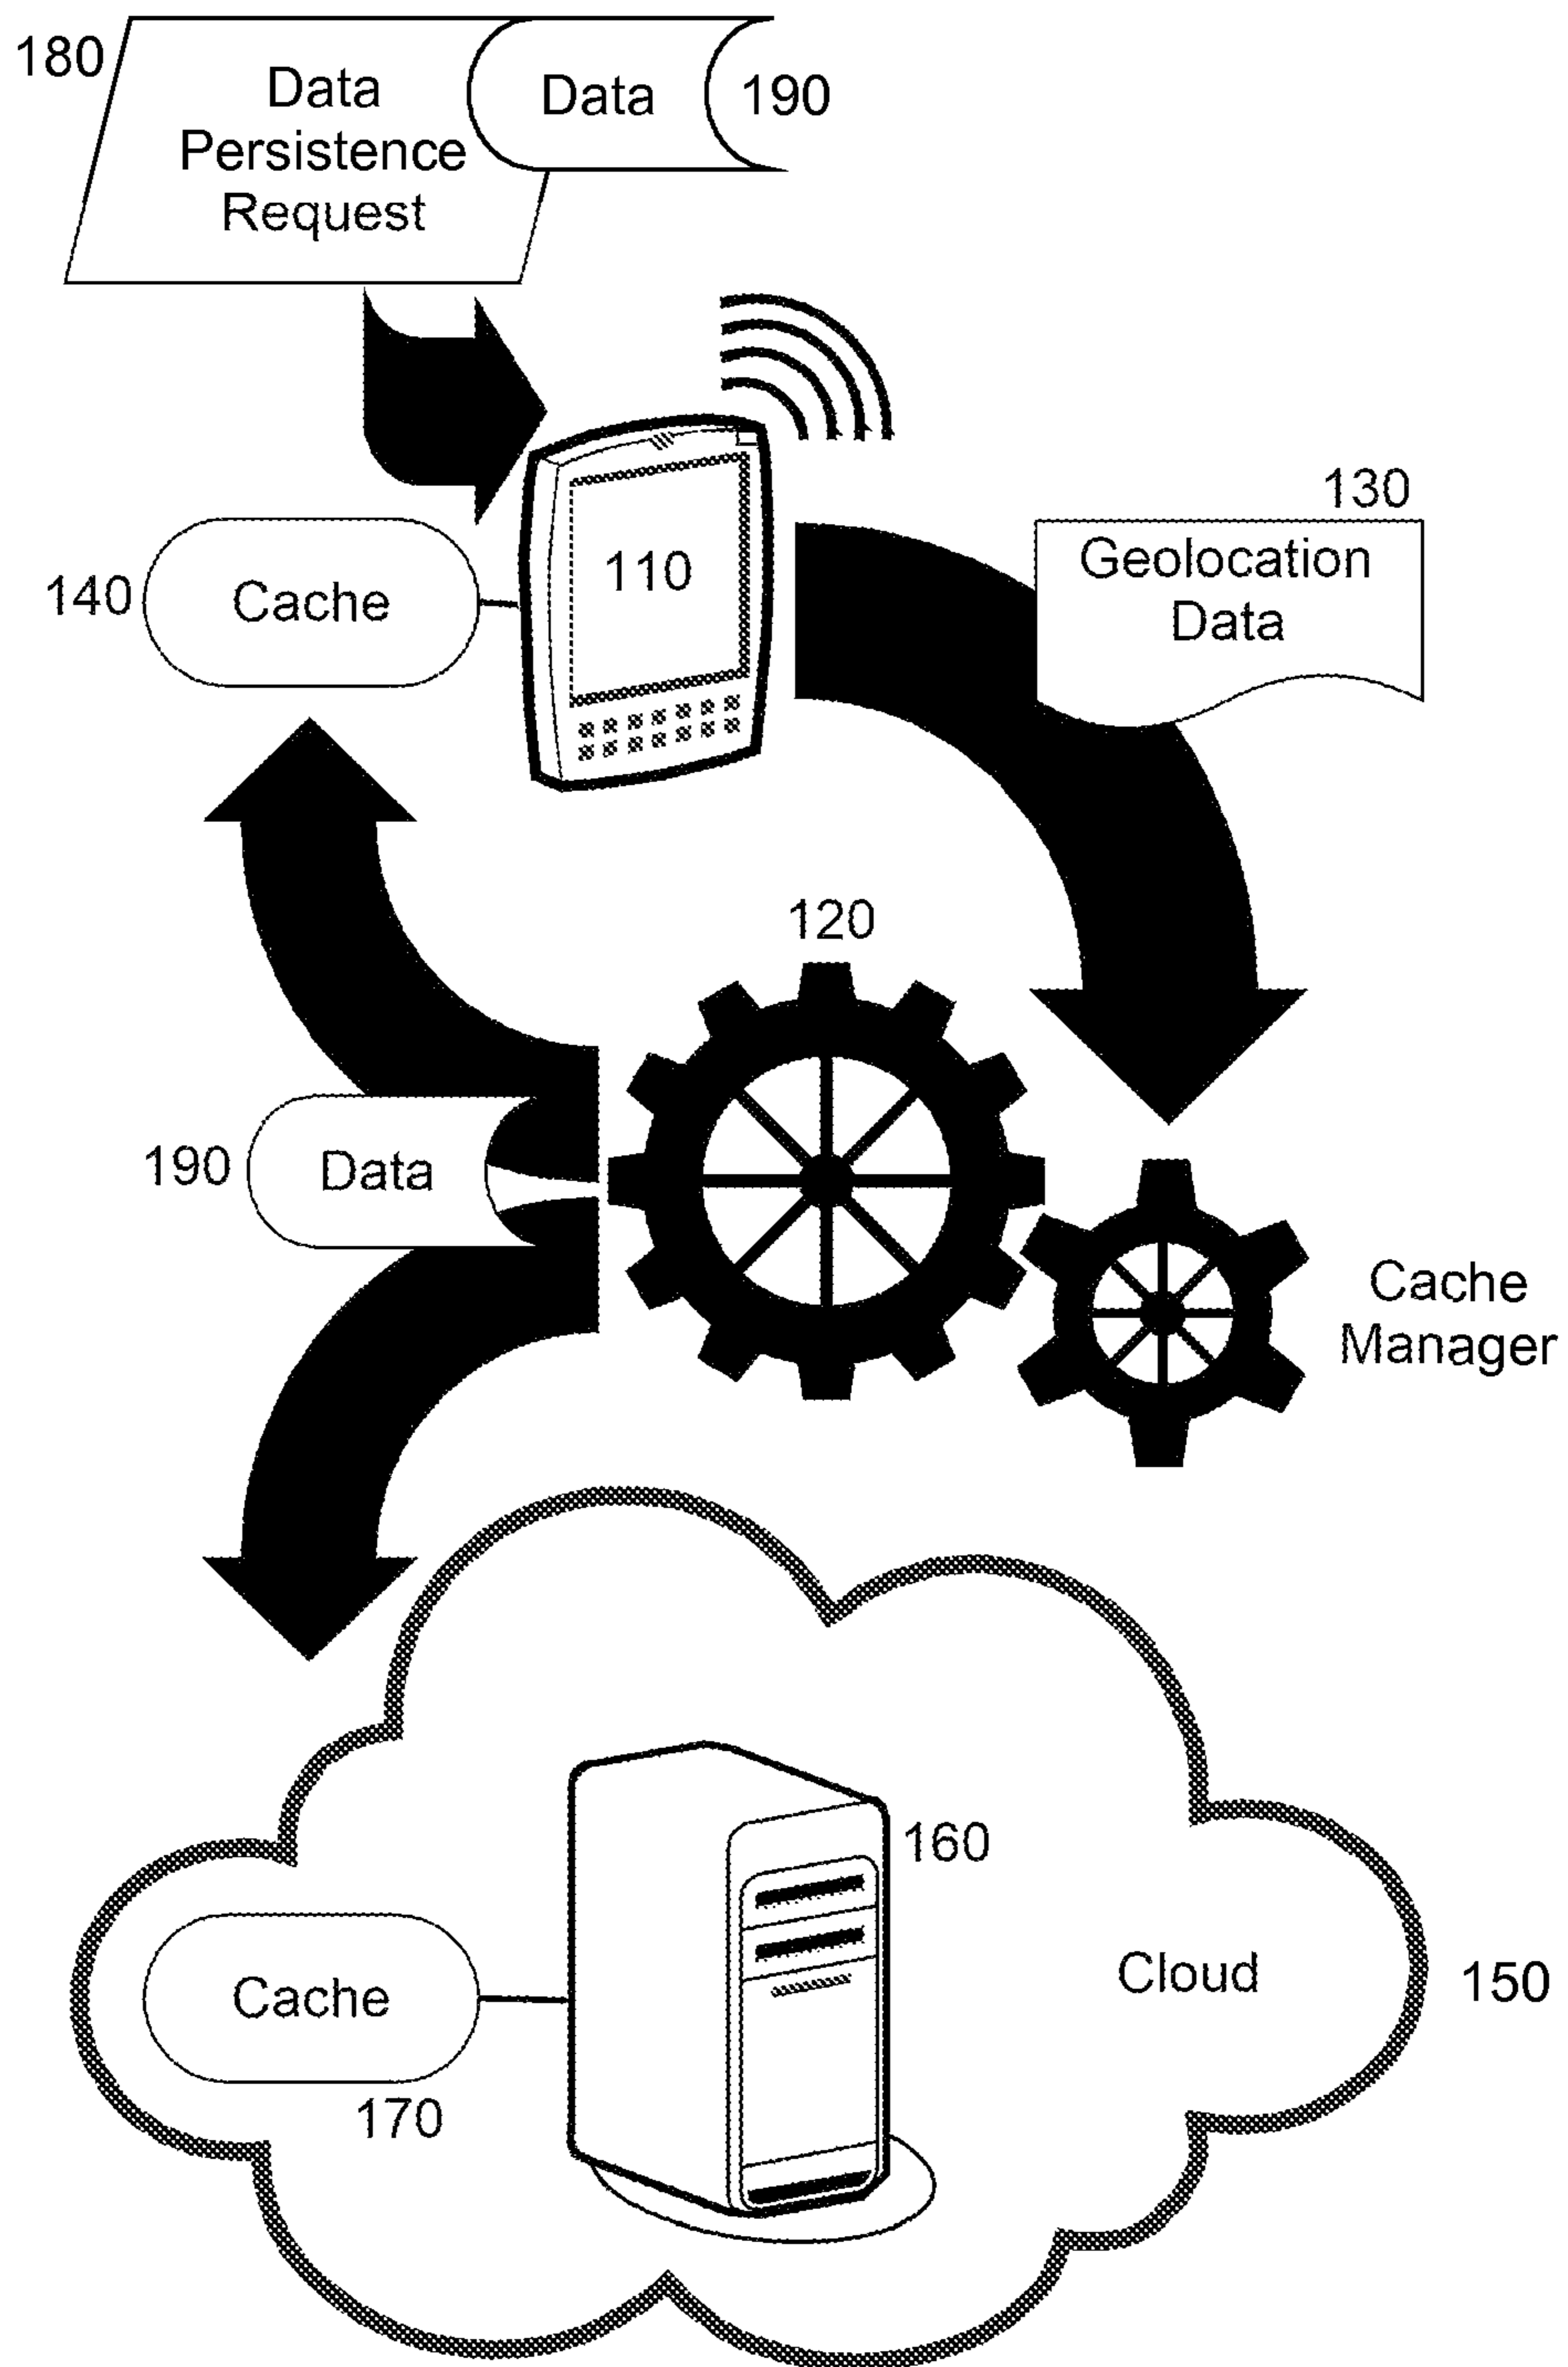 180
Data
Persistence
Request
Data
190
110
130
Geolocation
Data
140
Cache
120
190
Data
Cache
Manager
160
Cloud
150
Cache
170